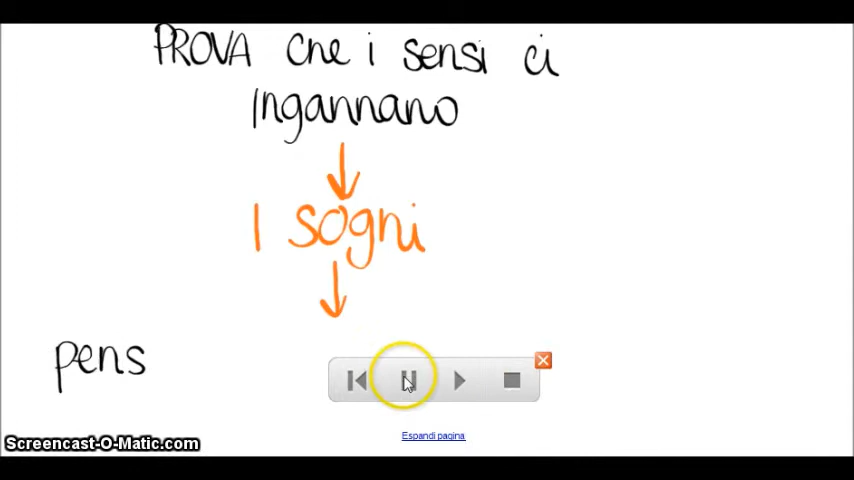 PROVA che i sensi ci
Ingannano
I sogni
pens
Espandi pagina
Screencast-O-Matic.com